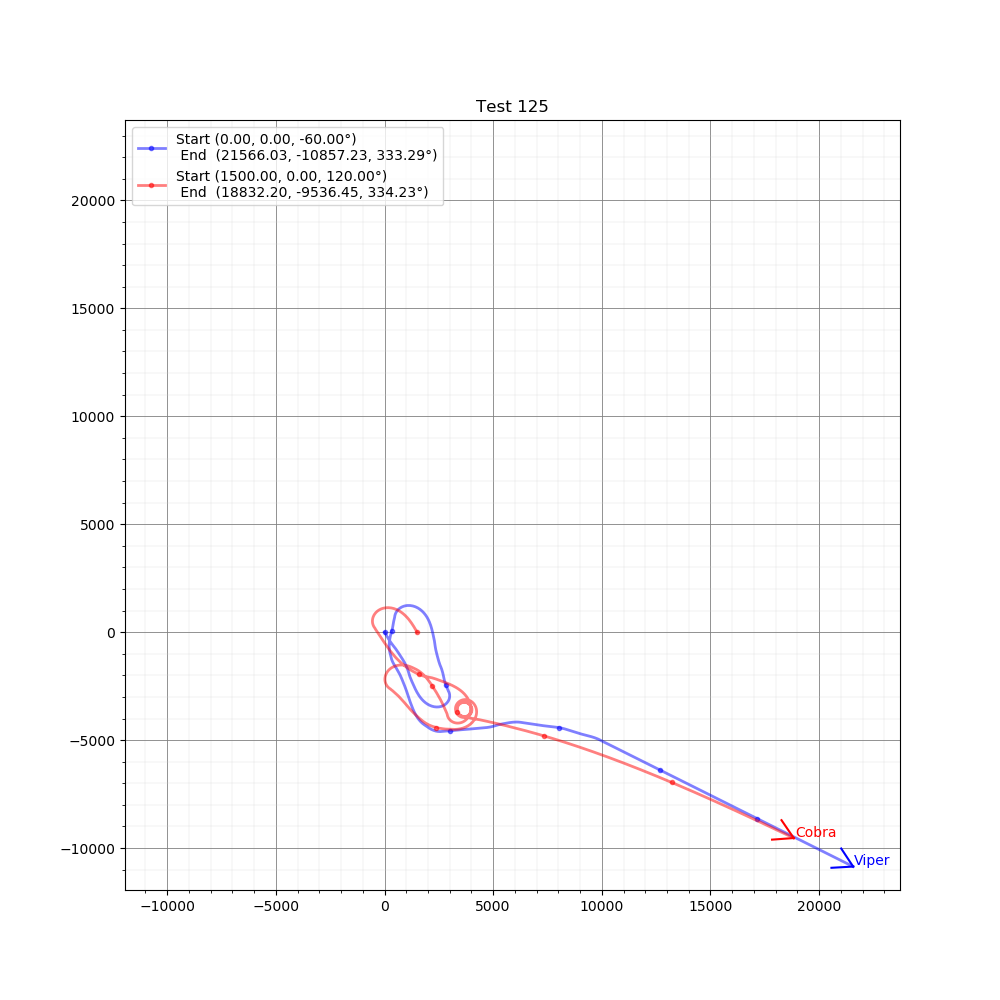 Test 125
Start (0.00, 0.00, -60.00°)
End  (21566.03, -10857.23, 333.29°)
Start (1500.00, 0.00, 120.00°)
End  (18832.20, -9536.45, 334.23°)
20000
15000
10000
5000
0
−5000
−10000
Cobra
Viper
−10000
−5000
0
5000
10000
15000
20000